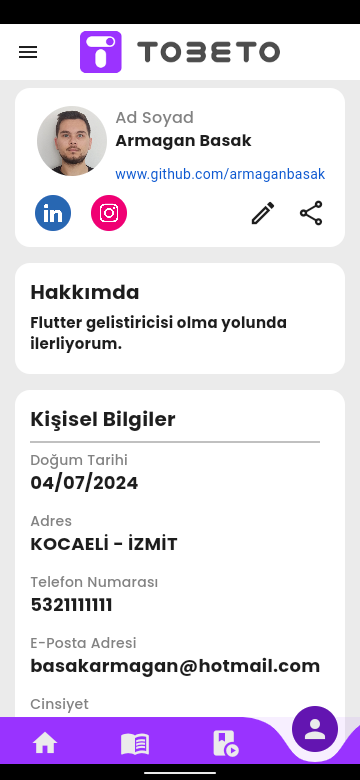 TOBETO
Ad Soyad
Armagan Basak
www.github.com/armaganbasak
in
Hakkımda
Flutter gelistiricisi olma yolunda
ilerliyorum.
Kişisel Bilgiler
Doğum Tarihi
04/07/2024
Adres
KOCAELİ - İZMİT
Telefon Numarası
5321111111
E-Posta Adresi
basakarmagan@hotmail.com
Cinsiyet